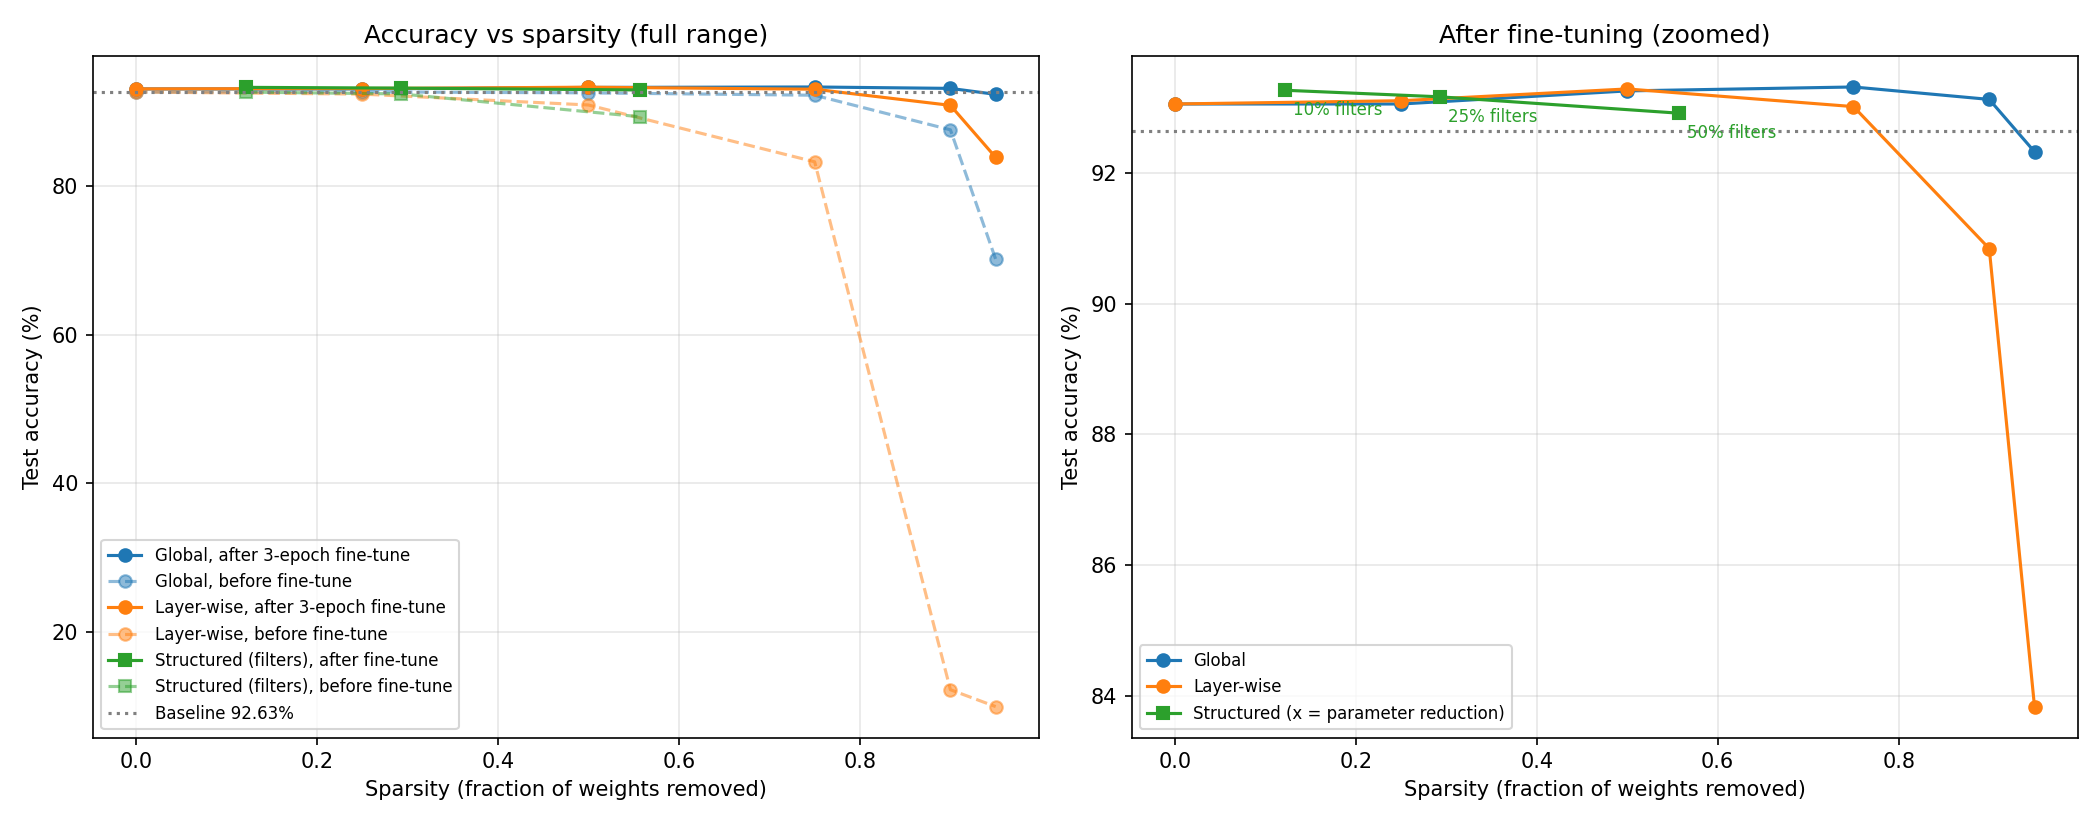 Accuracy vs sparsity (full range)
Test accuracy (%)
80
60
40
20
Global, after 3-epoch fine-tune
Global, before fine-tune
Layer-wise, after 3-epoch fine-tune
Layer-wise, before fine-tune
Structured (filters), after fine-tune
Structured (filters), before fine-tune
Baseline 92.63%
0.0 0.2 0.4 0.6 0.8
Sparsity (fraction of weights removed)
After fine-tuning (zoomed)
Test accuracy (%)
92
90
88
86
84
10% filters
25% filters
50% filters
Global
Layer-wise
Structured (x = parameter reduction)
0.0 0.2 0.4 0.6 0.8
Sparsity (fraction of weights removed)